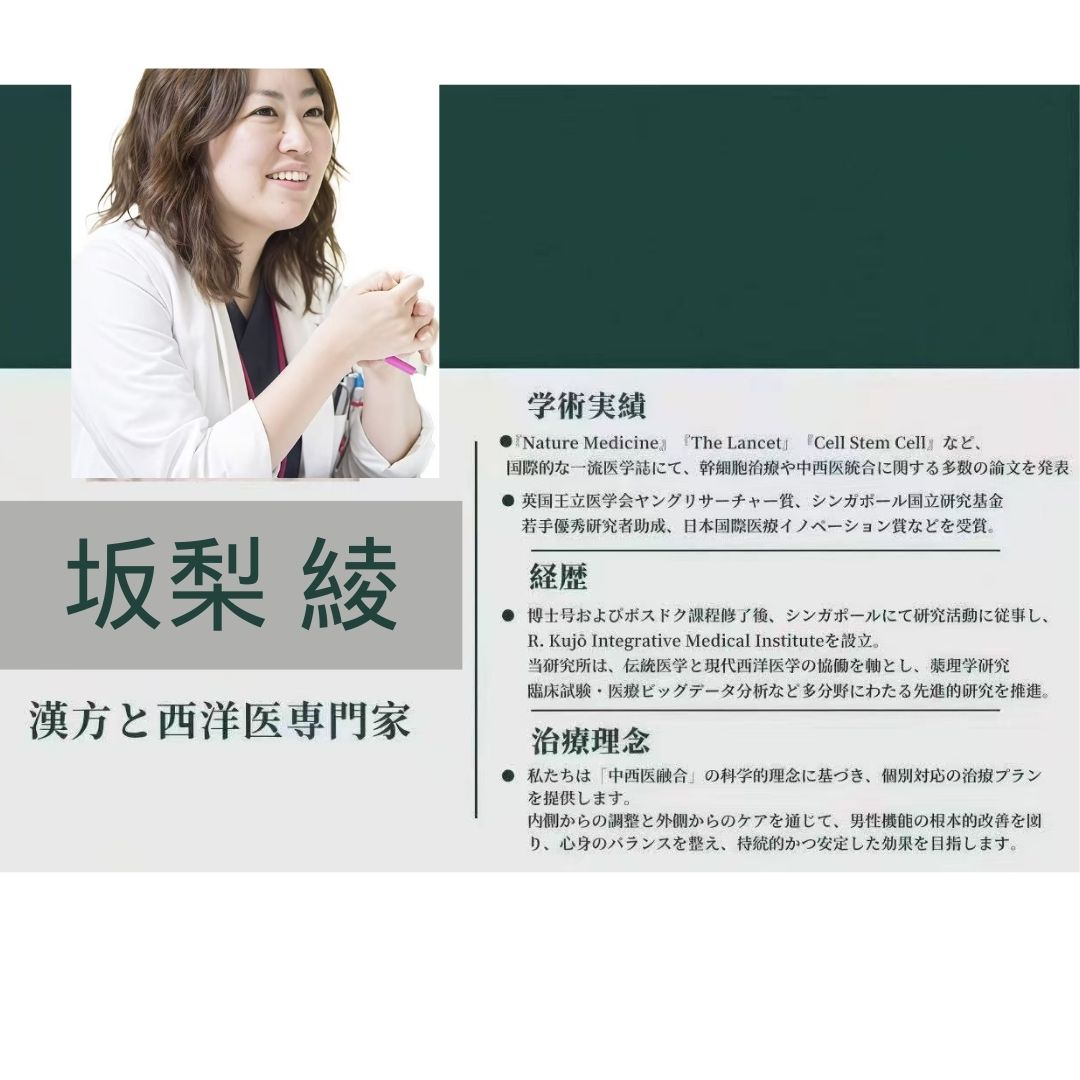 坂梨 綾
漢方と西洋医専門家
学術実績
●『Nature Medicine』『The Lancet」『Cell Stem Cell』など、
国際的な一流医学誌にて、幹細胞治療や中西医統合に関する多数の論文を発表
● 英国王立医学会ヤングリサーチャー賞、シンガポール国立研究基金
若手優秀研究者助成、日本国際医療イノベーション賞などを受賞。
経歴
● 博士号およびポスドク課程修了後、シンガポールにて研究活動に従事し、
R. Kujō Integrative Medical Instituteを設立。
当研究所は、伝統医学と現代西洋医学の協働を軸とし、薬理学研究
臨床試験・医療ビッグデータ分析など多分野にわたる先進的研究を推進。
治療理念
● 私たちは「中西医融合」の科学的理念に基づき、個別対応の治療プラン
を提供します。
内側からの調整と外側からのケアを通じて、男性機能の根本的改善を図
り、心身のバランスを整え、持続的かつ安定した効果を目指します。